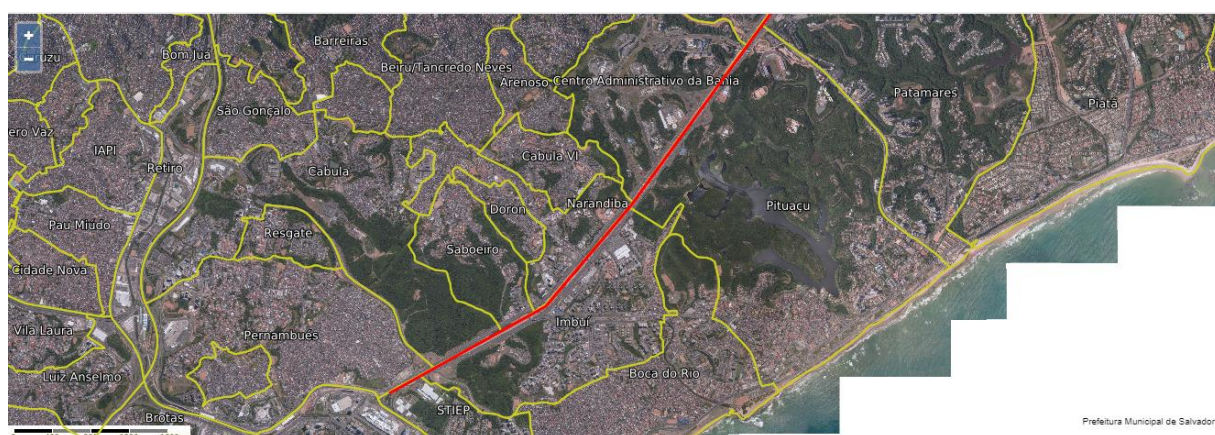 +
−
Barreiras
Bom Juá
Beiru/Tancredo Neves
Arenoso
Centro Administrativo da Bahia
Patamares
Piatã
São Gonçalo
IAPI
Retiro
Cabula
Cabula VI
Pau Miúdo
Resgate
Doron
Narandiba
Pituaçu
Saboeiro
Cidade Nova
Vila Laura
Pernambués
Imbuí
Luiz Anselmo
Boca do Rio
Brotas
STIEP
Prefeitura Municipal de Salvador